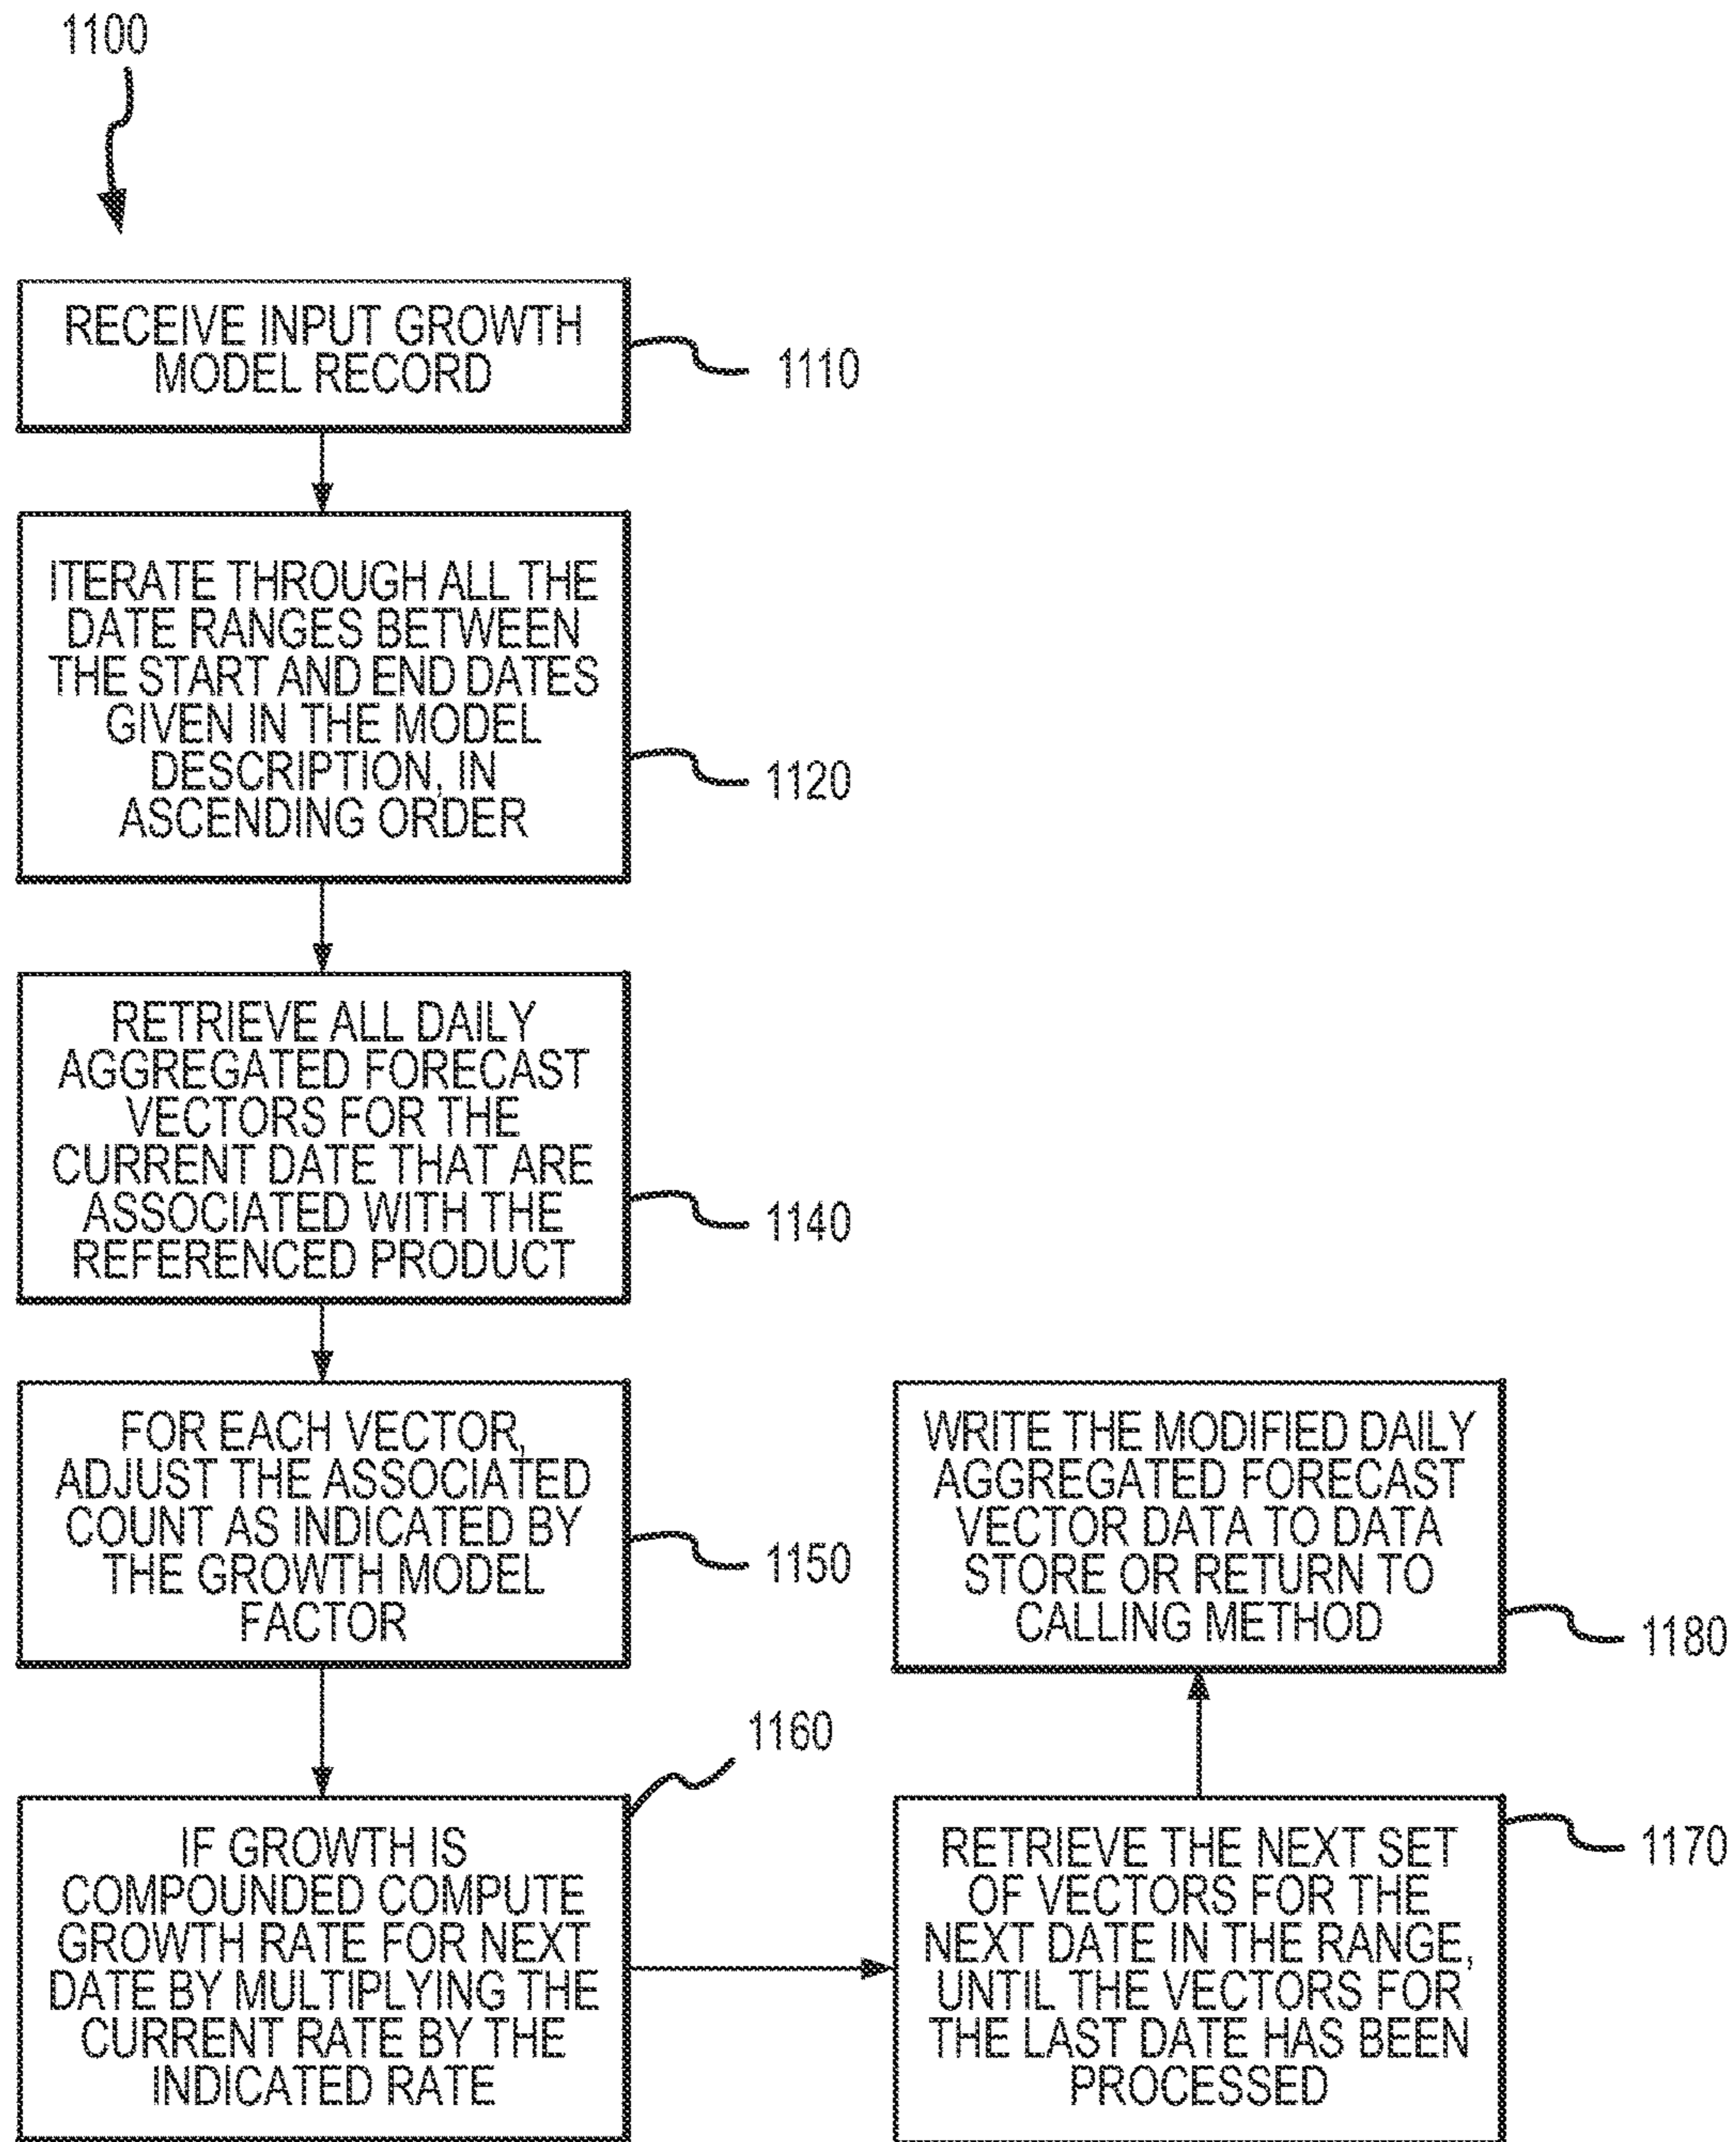 1100
RECEIVE INPUT GROWTH
MODEL RECORD
1110
ITERATE THROUGH ALL THE
DATE RANGES BETWEEN
THE START AND END DATES
GIVEN IN THE MODEL
DESCRIPTION, IN
ASCENDING ORDER
1120
RETRIEVE ALL DAILY
AGGREGATED FORECAST
VECTORS FOR THE
CURRENT DATE THAT ARE
ASSOCIATED WITH THE
REFERENCED PRODUCT
1140
FOR EACH VECTOR,
ADJUST THE ASSOCIATED
COUNT AS INDICATED BY
THE GROWTH MODEL
FACTOR
1150
IF GROWTH IS
COMPOUNDED COMPUTE
GROWTH RATE FOR NEXT
DATE BY MULTIPLYING THE
CURRENT RATE BY THE
INDICATED RATE
1160
RETRIEVE THE NEXT SET
OF VECTORS FOR THE
NEXT DATE IN THE RANGE,
UNTIL THE VECTORS FOR
THE LAST DATE HAS BEEN
PROCESSED
1170
WRITE THE MODIFIED DAILY
AGGREGATED FORECAST
VECTOR DATA TO DATA
STORE OR RETURN TO
CALLING METHOD
1180